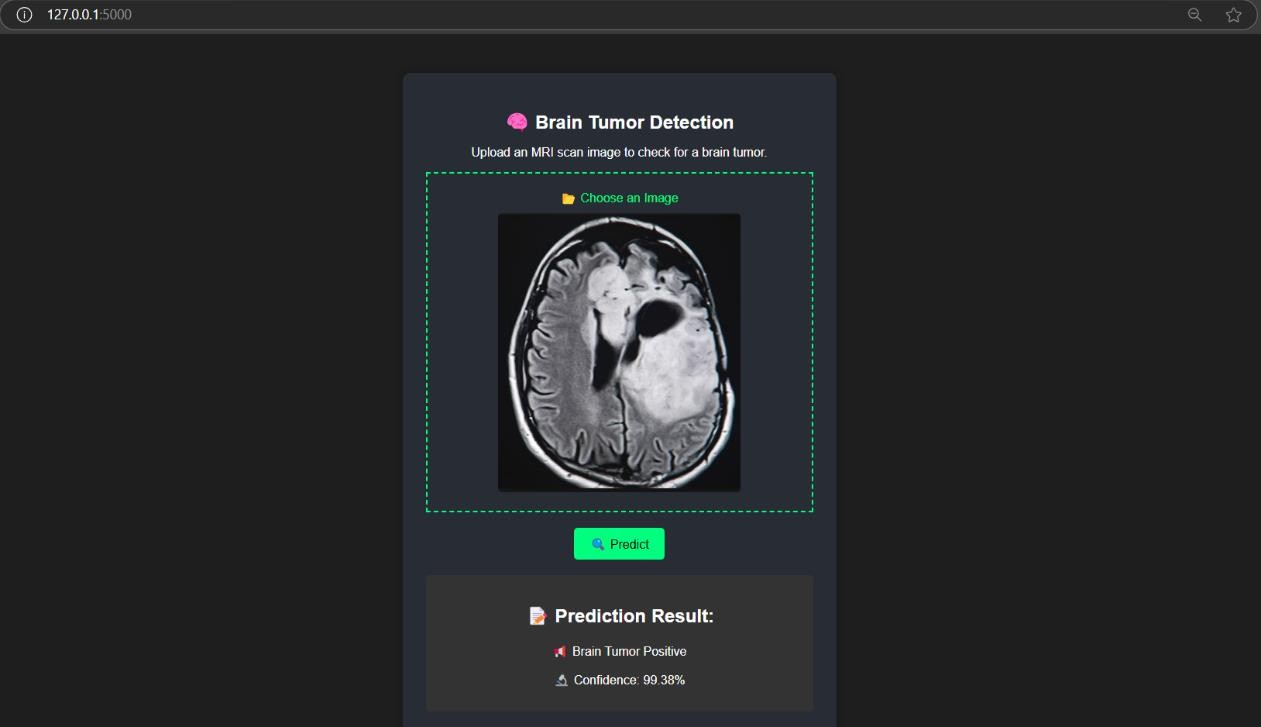 127.0.0.1:5000
🧠 Brain Tumor Detection
Upload an MRI scan image to check for a brain tumor.
📂 Choose an Image
🔍 Predict
📝 Prediction Result:
📢 Brain Tumor Positive
🔬 Confidence: 99.38%